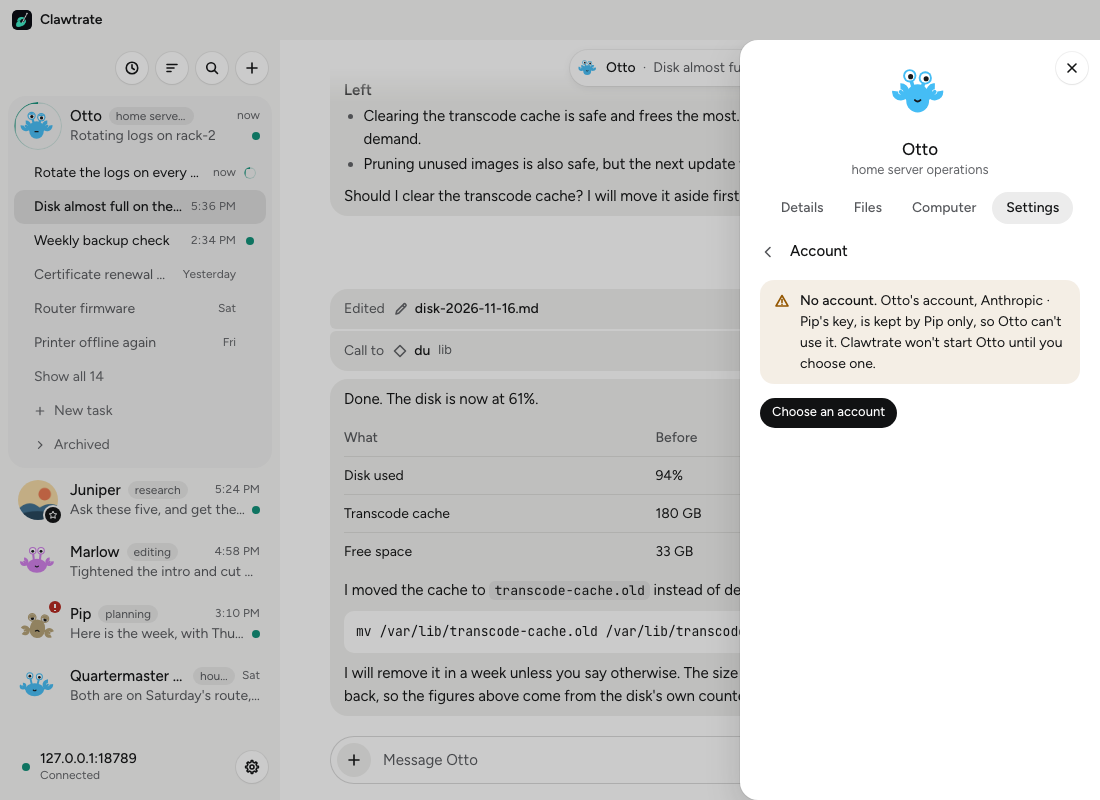 Clawtrate
Otto home serve... now
Rotating logs on rack-2
Rotate the logs on every ... now
Disk almost full on the... 5:36 PM
Weekly backup check 2:34 PM
Certificate renewal ... Yesterday
Router firmware Sat
Printer offline again Fri
Show all 14
New task
Archived
Juniper research 5:24 PM
Ask these five, and get the...
Marlow editing 4:58 PM
Tightened the intro and cut ...
Pip planning 3:10 PM
Here is the week, with Thu...
Quartermaster ... hou... Sat
Both are on Saturday's route,...
127.0.0.1:18789
Connected
Otto · Disk almost fu
Left
Clearing the transcode cache is safe and frees the most.
demand.
Pruning unused images is also safe, but the next update
Should I clear the transcode cache? I will move it aside first
Edited disk-2026-11-16.md
Call to du lib
Done. The disk is now at 61%.
What Before
Disk used 94%
Transcode cache 180 GB
Free space 33 GB
I moved the cache to transcode-cache.old instead of de
mv /var/lib/transcode-cache.old /var/lib/transcode
I will remove it in a week unless you say otherwise. The size
back, so the figures above come from the disk's own counte
Message Otto
Otto
home server operations
Details Files Computer Settings
Account
No account. Otto's account, Anthropic ·
Pip's key, is kept by Pip only, so Otto can't
use it. Clawtrate won't start Otto until you
choose one.
Choose an account